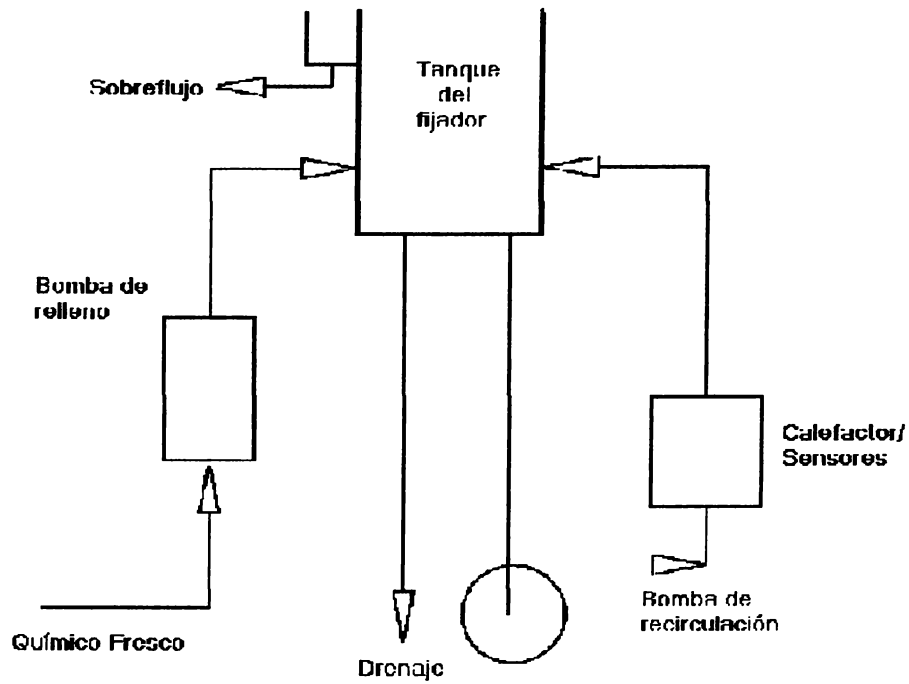 Tanque
del
fijador
Sobreflujo
Bomba de
relleno
Calefactor/
Sensores
Bomba de
recirculación
Químico Fresco
Drenaje